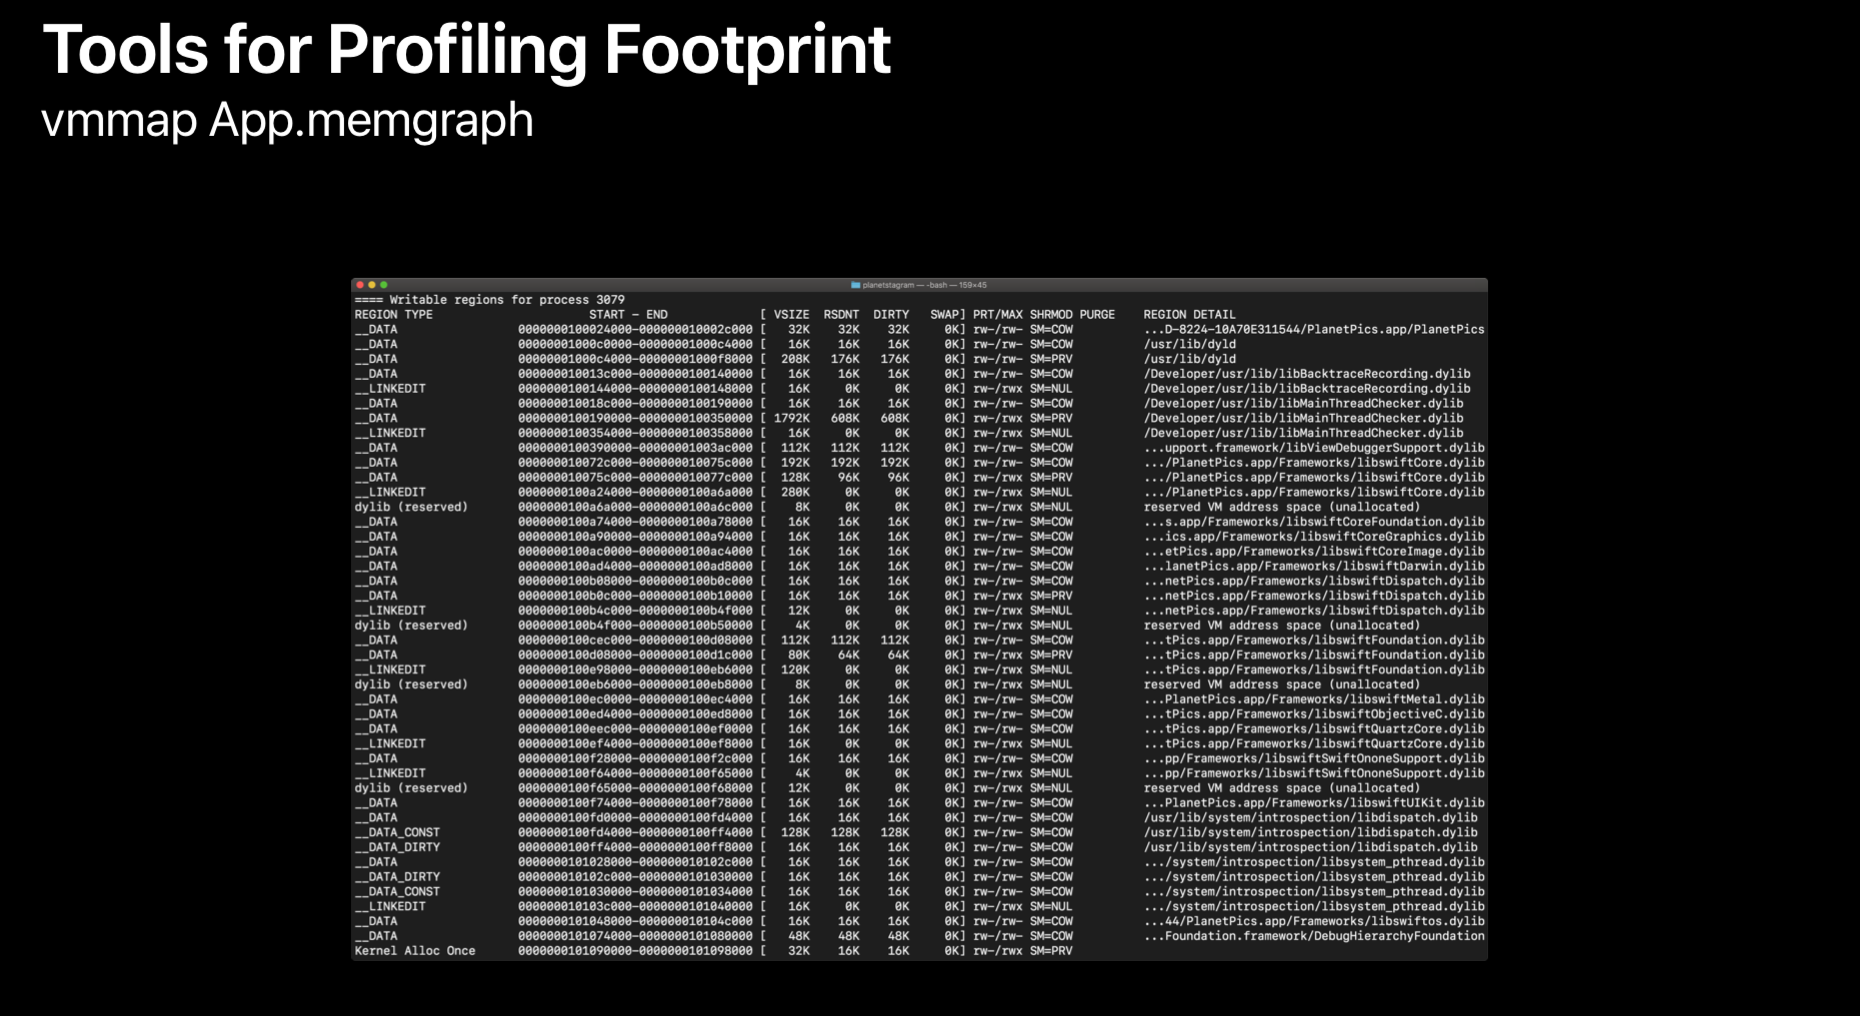 Tools for Profiling Footprint
vmmap App.memgraph
planetstagram — -bash — 159×45
==== Writable regions for process 3079
REGION TYPE START - END [ VSIZE RSDNT DIRTY SWAP] PRT/MAX SHRMOD PURGE REGION DETAIL
__DATA 0000000100024000-000000010002c000 [ 32K 32K 32K 0K] rw-/rw- SM=COW ...D-8224-10A70E311544/PlanetPics.app/PlanetPics
__DATA 00000001000c0000-00000001000c4000 [ 16K 16K 16K 0K] rw-/rw- SM=COW /usr/lib/dyld
__DATA 00000001000c4000-00000001000f8000 [ 208K 176K 176K 0K] rw-/rw- SM=PRV /usr/lib/dyld
__DATA 000000010013c000-0000000100140000 [ 16K 16K 16K 0K] rw-/rw- SM=COW /Developer/usr/lib/libBacktraceRecording.dylib
__LINKEDIT 0000000100144000-0000000100148000 [ 16K 0K 0K 0K] rw-/rwx SM=NUL /Developer/usr/lib/libBacktraceRecording.dylib
__DATA 000000010018c000-0000000100190000 [ 16K 16K 16K 0K] rw-/rw- SM=COW /Developer/usr/lib/libMainThreadChecker.dylib
__DATA 0000000100190000-0000000100350000 [ 1792K 608K 608K 0K] rw-/rw- SM=PRV /Developer/usr/lib/libMainThreadChecker.dylib
__LINKEDIT 0000000100354000-0000000100358000 [ 16K 0K 0K 0K] rw-/rwx SM=NUL /Developer/usr/lib/libMainThreadChecker.dylib
__DATA 0000000100390000-00000001003ac000 [ 112K 112K 112K 0K] rw-/rw- SM=COW ...upport.framework/libViewDebuggerSupport.dylib
__DATA 000000010072c000-000000010075c000 [ 192K 192K 192K 0K] rw-/rw- SM=COW .../PlanetPics.app/Frameworks/libswiftCore.dylib
__DATA 000000010075c000-000000010077c000 [ 128K 96K 96K 0K] rw-/rw- SM=PRV .../PlanetPics.app/Frameworks/libswiftCore.dylib
__LINKEDIT 0000000100a24000-0000000100a6a000 [ 280K 0K 0K 0K] rw-/rwx SM=NUL .../PlanetPics.app/Frameworks/libswiftCore.dylib
dylib (reserved) 0000000100a6a000-0000000100a6c000 [ 8K 0K 0K 0K] rw-/rwx SM=NUL reserved VM address space (unallocated)
__DATA 0000000100a74000-0000000100a78000 [ 16K 16K 16K 0K] rw-/rw- SM=COW ...s.app/Frameworks/libswiftCoreFoundation.dylib
__DATA 0000000100a90000-0000000100a94000 [ 16K 16K 16K 0K] rw-/rw- SM=COW ...ics.app/Frameworks/libswiftCoreGraphics.dylib
__DATA 0000000100ac0000-0000000100ac4000 [ 16K 16K 16K 0K] rw-/rw- SM=COW ...etPics.app/Frameworks/libswiftCoreImage.dylib
__DATA 0000000100ad4000-0000000100ad8000 [ 16K 16K 16K 0K] rw-/rw- SM=COW ...lanetPics.app/Frameworks/libswiftDarwin.dylib
__DATA 0000000100b08000-0000000100b0c000 [ 16K 16K 16K 0K] rw-/rw- SM=COW ...netPics.app/Frameworks/libswiftDispatch.dylib
__DATA 0000000100b0c000-0000000100b10000 [ 16K 16K 16K 0K] rw-/rw- SM=PRV ...netPics.app/Frameworks/libswiftDispatch.dylib
__LINKEDIT 0000000100b4c000-0000000100b4f000 [ 12K 0K 0K 0K] rw-/rwx SM=NUL ...netPics.app/Frameworks/libswiftDispatch.dylib
dylib (reserved) 0000000100b4f000-0000000100b50000 [ 4K 0K 0K 0K] rw-/rwx SM=NUL reserved VM address space (unallocated)
__DATA 0000000100cec000-0000000100d08000 [ 112K 112K 112K 0K] rw-/rw- SM=COW ...tPics.app/Frameworks/libswiftFoundation.dylib
__DATA 0000000100d08000-0000000100d1c000 [ 80K 64K 64K 0K] rw-/rw- SM=PRV ...tPics.app/Frameworks/libswiftFoundation.dylib
__LINKEDIT 0000000100e98000-0000000100eb6000 [ 120K 0K 0K 0K] rw-/rwx SM=NUL ...tPics.app/Frameworks/libswiftFoundation.dylib
dylib (reserved) 0000000100eb6000-0000000100eb8000 [ 8K 0K 0K 0K] rw-/rwx SM=NUL reserved VM address space (unallocated)
__DATA 0000000100ec0000-0000000100ec4000 [ 16K 16K 16K 0K] rw-/rw- SM=COW ...PlanetPics.app/Frameworks/libswiftMetal.dylib
__DATA 0000000100ed4000-0000000100ed8000 [ 16K 16K 16K 0K] rw-/rw- SM=COW ...tPics.app/Frameworks/libswiftObjectiveC.dylib
__DATA 0000000100eec000-0000000100ef0000 [ 16K 16K 16K 0K] rw-/rw- SM=COW ...tPics.app/Frameworks/libswiftQuartzCore.dylib
__LINKEDIT 0000000100ef4000-0000000100ef8000 [ 16K 0K 0K 0K] rw-/rwx SM=NUL ...tPics.app/Frameworks/libswiftQuartzCore.dylib
__DATA 0000000100f28000-0000000100f2c000 [ 16K 16K 16K 0K] rw-/rw- SM=COW ...pp/Frameworks/libswiftSwiftOnoneSupport.dylib
__LINKEDIT 0000000100f64000-0000000100f65000 [ 4K 0K 0K 0K] rw-/rwx SM=NUL ...pp/Frameworks/libswiftSwiftOnoneSupport.dylib
dylib (reserved) 0000000100f65000-0000000100f68000 [ 12K 0K 0K 0K] rw-/rwx SM=NUL reserved VM address space (unallocated)
__DATA 0000000100f74000-0000000100f78000 [ 16K 16K 16K 0K] rw-/rw- SM=COW ...PlanetPics.app/Frameworks/libswiftUIKit.dylib
__DATA 0000000100fd0000-0000000100fd4000 [ 16K 16K 16K 0K] rw-/rw- SM=COW /usr/lib/system/introspection/libdispatch.dylib
__DATA_CONST 0000000100fd4000-0000000100ff4000 [ 128K 128K 128K 0K] rw-/rw- SM=COW /usr/lib/system/introspection/libdispatch.dylib
__DATA_DIRTY 0000000100ff4000-0000000100ff8000 [ 16K 16K 16K 0K] rw-/rw- SM=COW /usr/lib/system/introspection/libdispatch.dylib
__DATA 0000000101028000-000000010102c000 [ 16K 16K 16K 0K] rw-/rw- SM=COW .../system/introspection/libsystem_pthread.dylib
__DATA_DIRTY 000000010102c000-0000000101030000 [ 16K 16K 16K 0K] rw-/rw- SM=COW .../system/introspection/libsystem_pthread.dylib
__DATA_CONST 0000000101030000-0000000101034000 [ 16K 16K 16K 0K] rw-/rw- SM=COW .../system/introspection/libsystem_pthread.dylib
__LINKEDIT 000000010103c000-0000000101040000 [ 16K 0K 0K 0K] rw-/rwx SM=NUL .../system/introspection/libsystem_pthread.dylib
__DATA 0000000101048000-000000010104c000 [ 16K 16K 16K 0K] rw-/rw- SM=COW ...44/PlanetPics.app/Frameworks/libswiftos.dylib
__DATA 0000000101074000-0000000101080000 [ 48K 48K 48K 0K] rw-/rw- SM=COW ...Foundation.framework/DebugHierarchyFoundation
Kernel Alloc Once 0000000101090000-0000000101098000 [ 32K 16K 16K 0K] rw-/rwx SM=PRV